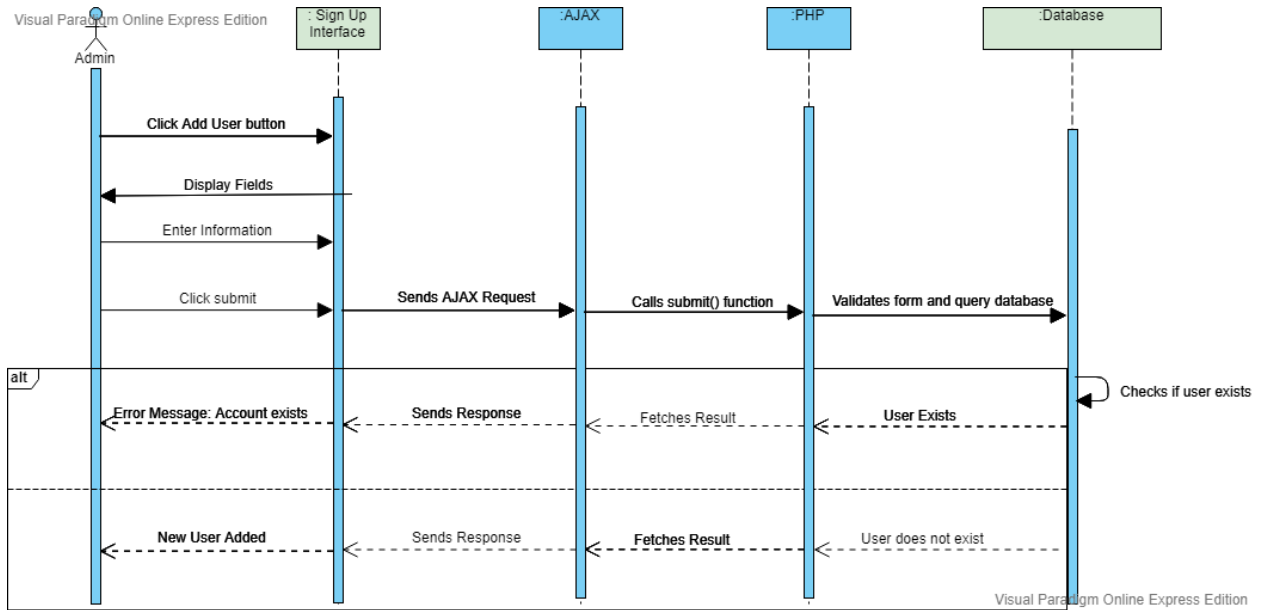 Visual Paradigm Online Express Edition
: Sign Up
Interface
:AJAX
:PHP
:Database
Admin
Click Add User button
Display Fields
Enter Information
Click submit
Sends AJAX Request
Calls submit() function
Validates form and query database
alt
Checks if user exists
Error Message: Account exists
Sends Response
Fetches Result
User Exists
New User Added
Sends Response
Fetches Result
User does not exist
Visual Paradigm Online Express Edition